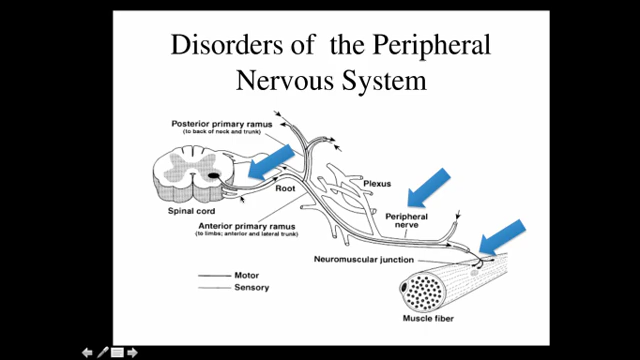 Disorders of the Peripheral
Nervous System
Posterior primary ramus
(to back of neck and trunk)
Root
Plexus
Spinal cord
Peripheral
nerve
Anterior primary ramus
(to limbs; anterior and lateral trunk)
Neuromuscular junction
Motor
Sensory
Muscle fiber